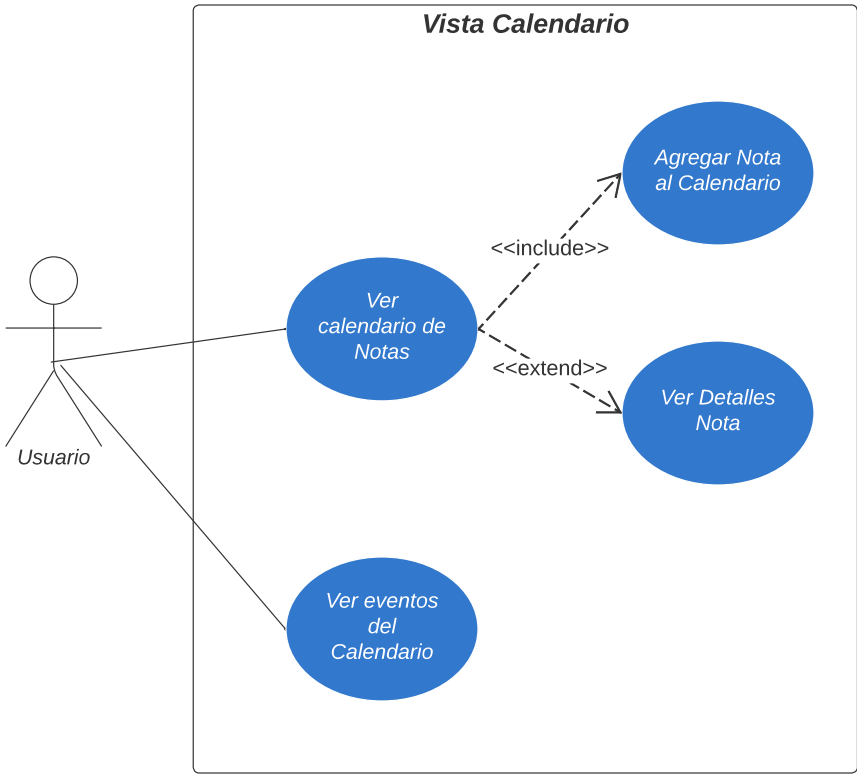 Vista Calendario
Agregar Nota
al Calendario
<<include>>
Ver
calendario de
Notas
<<extend>>
Ver Detalles
Nota
Usuario
Ver eventos
del
Calendario